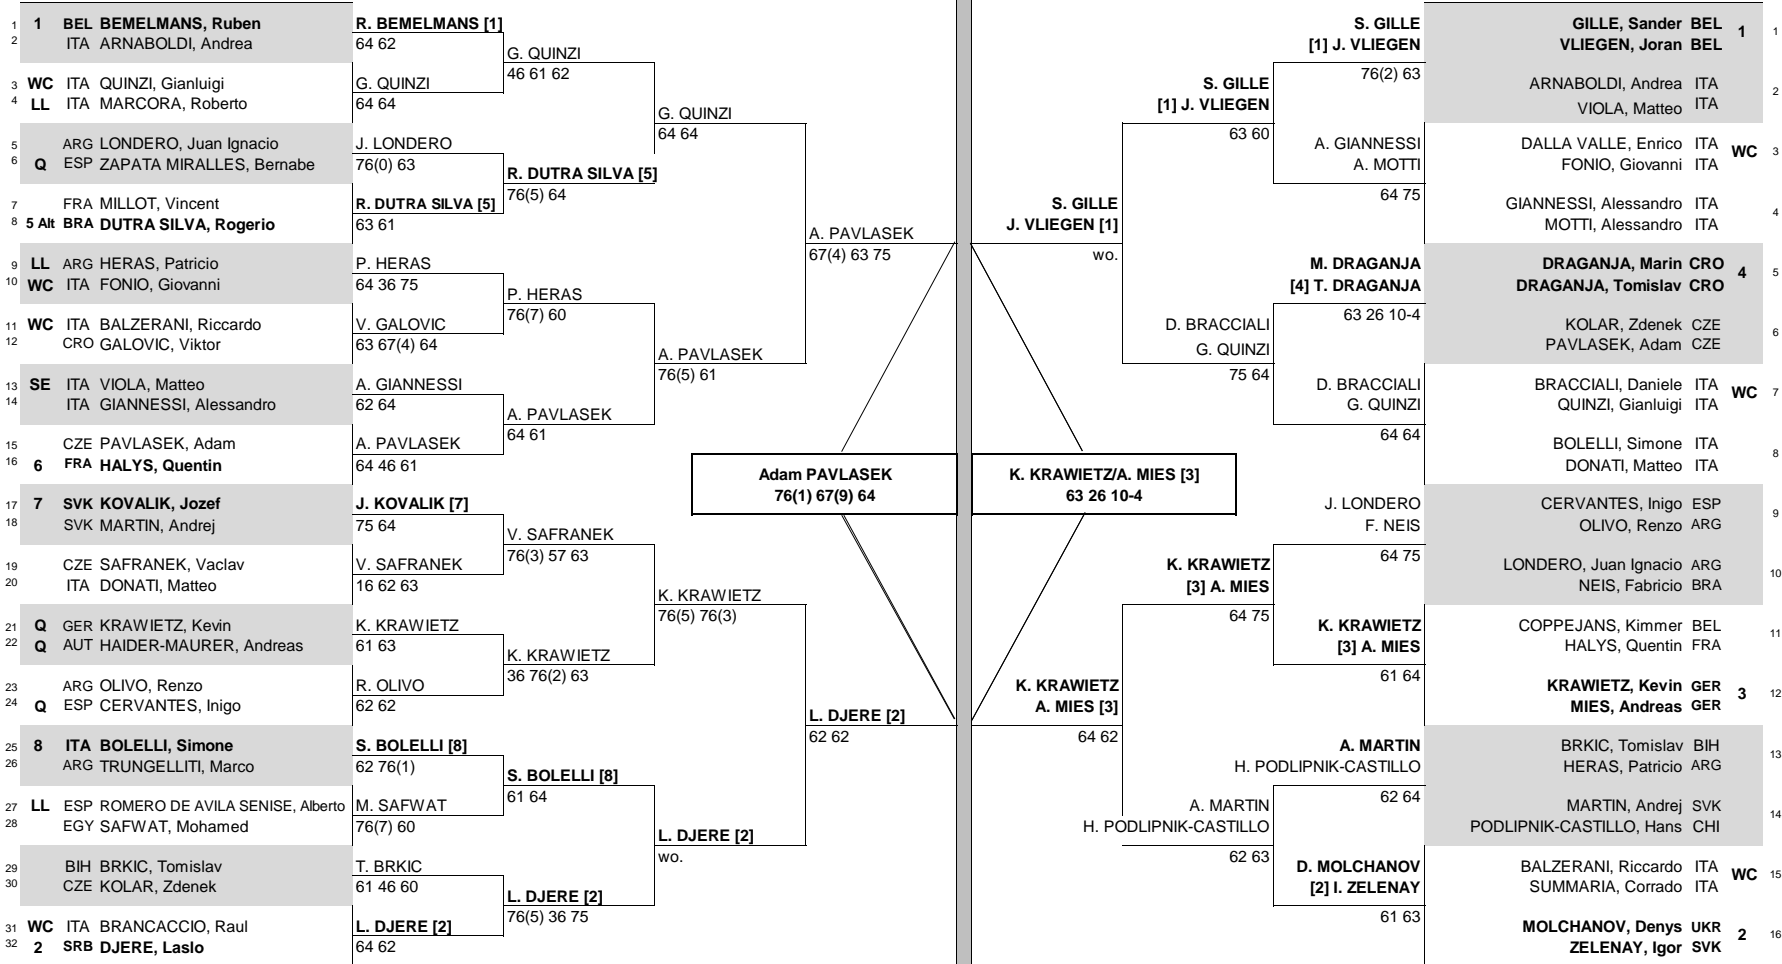 1 1 BEL BEMELMANS, Ruben
2 ITA ARNABOLDI, Andrea
3 WC ITA QUINZI, Gianluigi
4 LL ITA MARCORA, Roberto
5 ARG LONDERO, Juan Ignacio
6 Q ESP ZAPATA MIRALLES, Bernabe
7 FRA MILLOT, Vincent
8 5 Alt BRA DUTRA SILVA, Rogerio
9 LL ARG HERAS, Patricio
10 WC ITA FONIO, Giovanni
11 WC ITA BALZERANI, Riccardo
12 CRO GALOVIC, Viktor
13 SE ITA VIOLA, Matteo
14 ITA GIANNESSI, Alessandro
15 CZE PAVLASEK, Adam
16 6 FRA HALYS, Quentin
17 7 SVK KOVALIK, Jozef
18 SVK MARTIN, Andrej
19 CZE SAFRANEK, Vaclav
20 ITA DONATI, Matteo
21 Q GER KRAWIETZ, Kevin
22 Q AUT HAIDER-MAURER, Andreas
23 ARG OLIVO, Renzo
24 Q ESP CERVANTES, Inigo
25 8 ITA BOLELLI, Simone
26 ARG TRUNGELLITI, Marco
27 LL ESP ROMERO DE AVILA SENISE, Alberto
28 EGY SAFWAT, Mohamed
29 BIH BRKIC, Tomislav
30 CZE KOLAR, Zdenek
31 WC ITA BRANCACCIO, Raul
32 2 SRB DJERE, Laslo
R. BEMELMANS [1]
64 62
G. QUINZI
64 64
J. LONDERO
76(0) 63
R. DUTRA SILVA [5]
63 61
P. HERAS
64 36 75
V. GALOVIC
63 67(4) 64
A. GIANNESSI
62 64
A. PAVLASEK
64 46 61
J. KOVALIK [7]
75 64
V. SAFRANEK
16 62 63
K. KRAWIETZ
61 63
R. OLIVO
62 62
S. BOLELLI [8]
62 76(1)
M. SAFWAT
76(7) 60
T. BRKIC
61 46 60
L. DJERE [2]
64 62
G. QUINZI
46 61 62
R. DUTRA SILVA [5]
76(5) 64
P. HERAS
76(7) 60
A. PAVLASEK
64 61
V. SAFRANEK
76(3) 57 63
K. KRAWIETZ
36 76(2) 63
S. BOLELLI [8]
61 64
L. DJERE [2]
76(5) 36 75
G. QUINZI
64 64
A. PAVLASEK
76(5) 61
K. KRAWIETZ
76(5) 76(3)
L. DJERE [2]
wo.
A. PAVLASEK
67(4) 63 75
L. DJERE [2]
62 62
Adam PAVLASEK
76(1) 67(9) 64
K. KRAWIETZ/A. MIES [3]
63 26 10-4
S. GILLE
J. VLIEGEN [1]
wo.
K. KRAWIETZ
A. MIES [3]
64 62
S. GILLE
[1] J. VLIEGEN
63 60
D. BRACCIALI
G. QUINZI
75 64
K. KRAWIETZ
[3] A. MIES
64 75
A. MARTIN
H. PODLIPNIK-CASTILLO
62 63
S. GILLE
[1] J. VLIEGEN
76(2) 63
A. GIANNESSI
A. MOTTI
64 75
M. DRAGANJA
[4] T. DRAGANJA
63 26 10-4
D. BRACCIALI
G. QUINZI
64 64
J. LONDERO
F. NEIS
64 75
K. KRAWIETZ
[3] A. MIES
61 64
A. MARTIN
H. PODLIPNIK-CASTILLO
62 64
D. MOLCHANOV
[2] I. ZELENAY
61 63
GILLE, Sander BEL
VLIEGEN, Joran BEL
1 1
ARNABOLDI, Andrea ITA
VIOLA, Matteo ITA
2
DALLA VALLE, Enrico ITA
FONIO, Giovanni ITA
WC 3
GIANNESSI, Alessandro ITA
MOTTI, Alessandro ITA
4
DRAGANJA, Marin CRO
DRAGANJA, Tomislav CRO
4 5
KOLAR, Zdenek CZE
PAVLASEK, Adam CZE
6
BRACCIALI, Daniele ITA
QUINZI, Gianluigi ITA
WC 7
BOLELLI, Simone ITA
DONATI, Matteo ITA
8
CERVANTES, Inigo ESP
OLIVO, Renzo ARG
9
LONDERO, Juan Ignacio ARG
NEIS, Fabricio BRA
10
COPPEJANS, Kimmer BEL
HALYS, Quentin FRA
11
KRAWIETZ, Kevin GER
MIES, Andreas GER
3 12
BRKIC, Tomislav BIH
HERAS, Patricio ARG
13
MARTIN, Andrej SVK
PODLIPNIK-CASTILLO, Hans CHI
14
BALZERANI, Riccardo ITA
SUMMARIA, Corrado ITA
WC 15
MOLCHANOV, Denys UKR
ZELENAY, Igor SVK
2 16